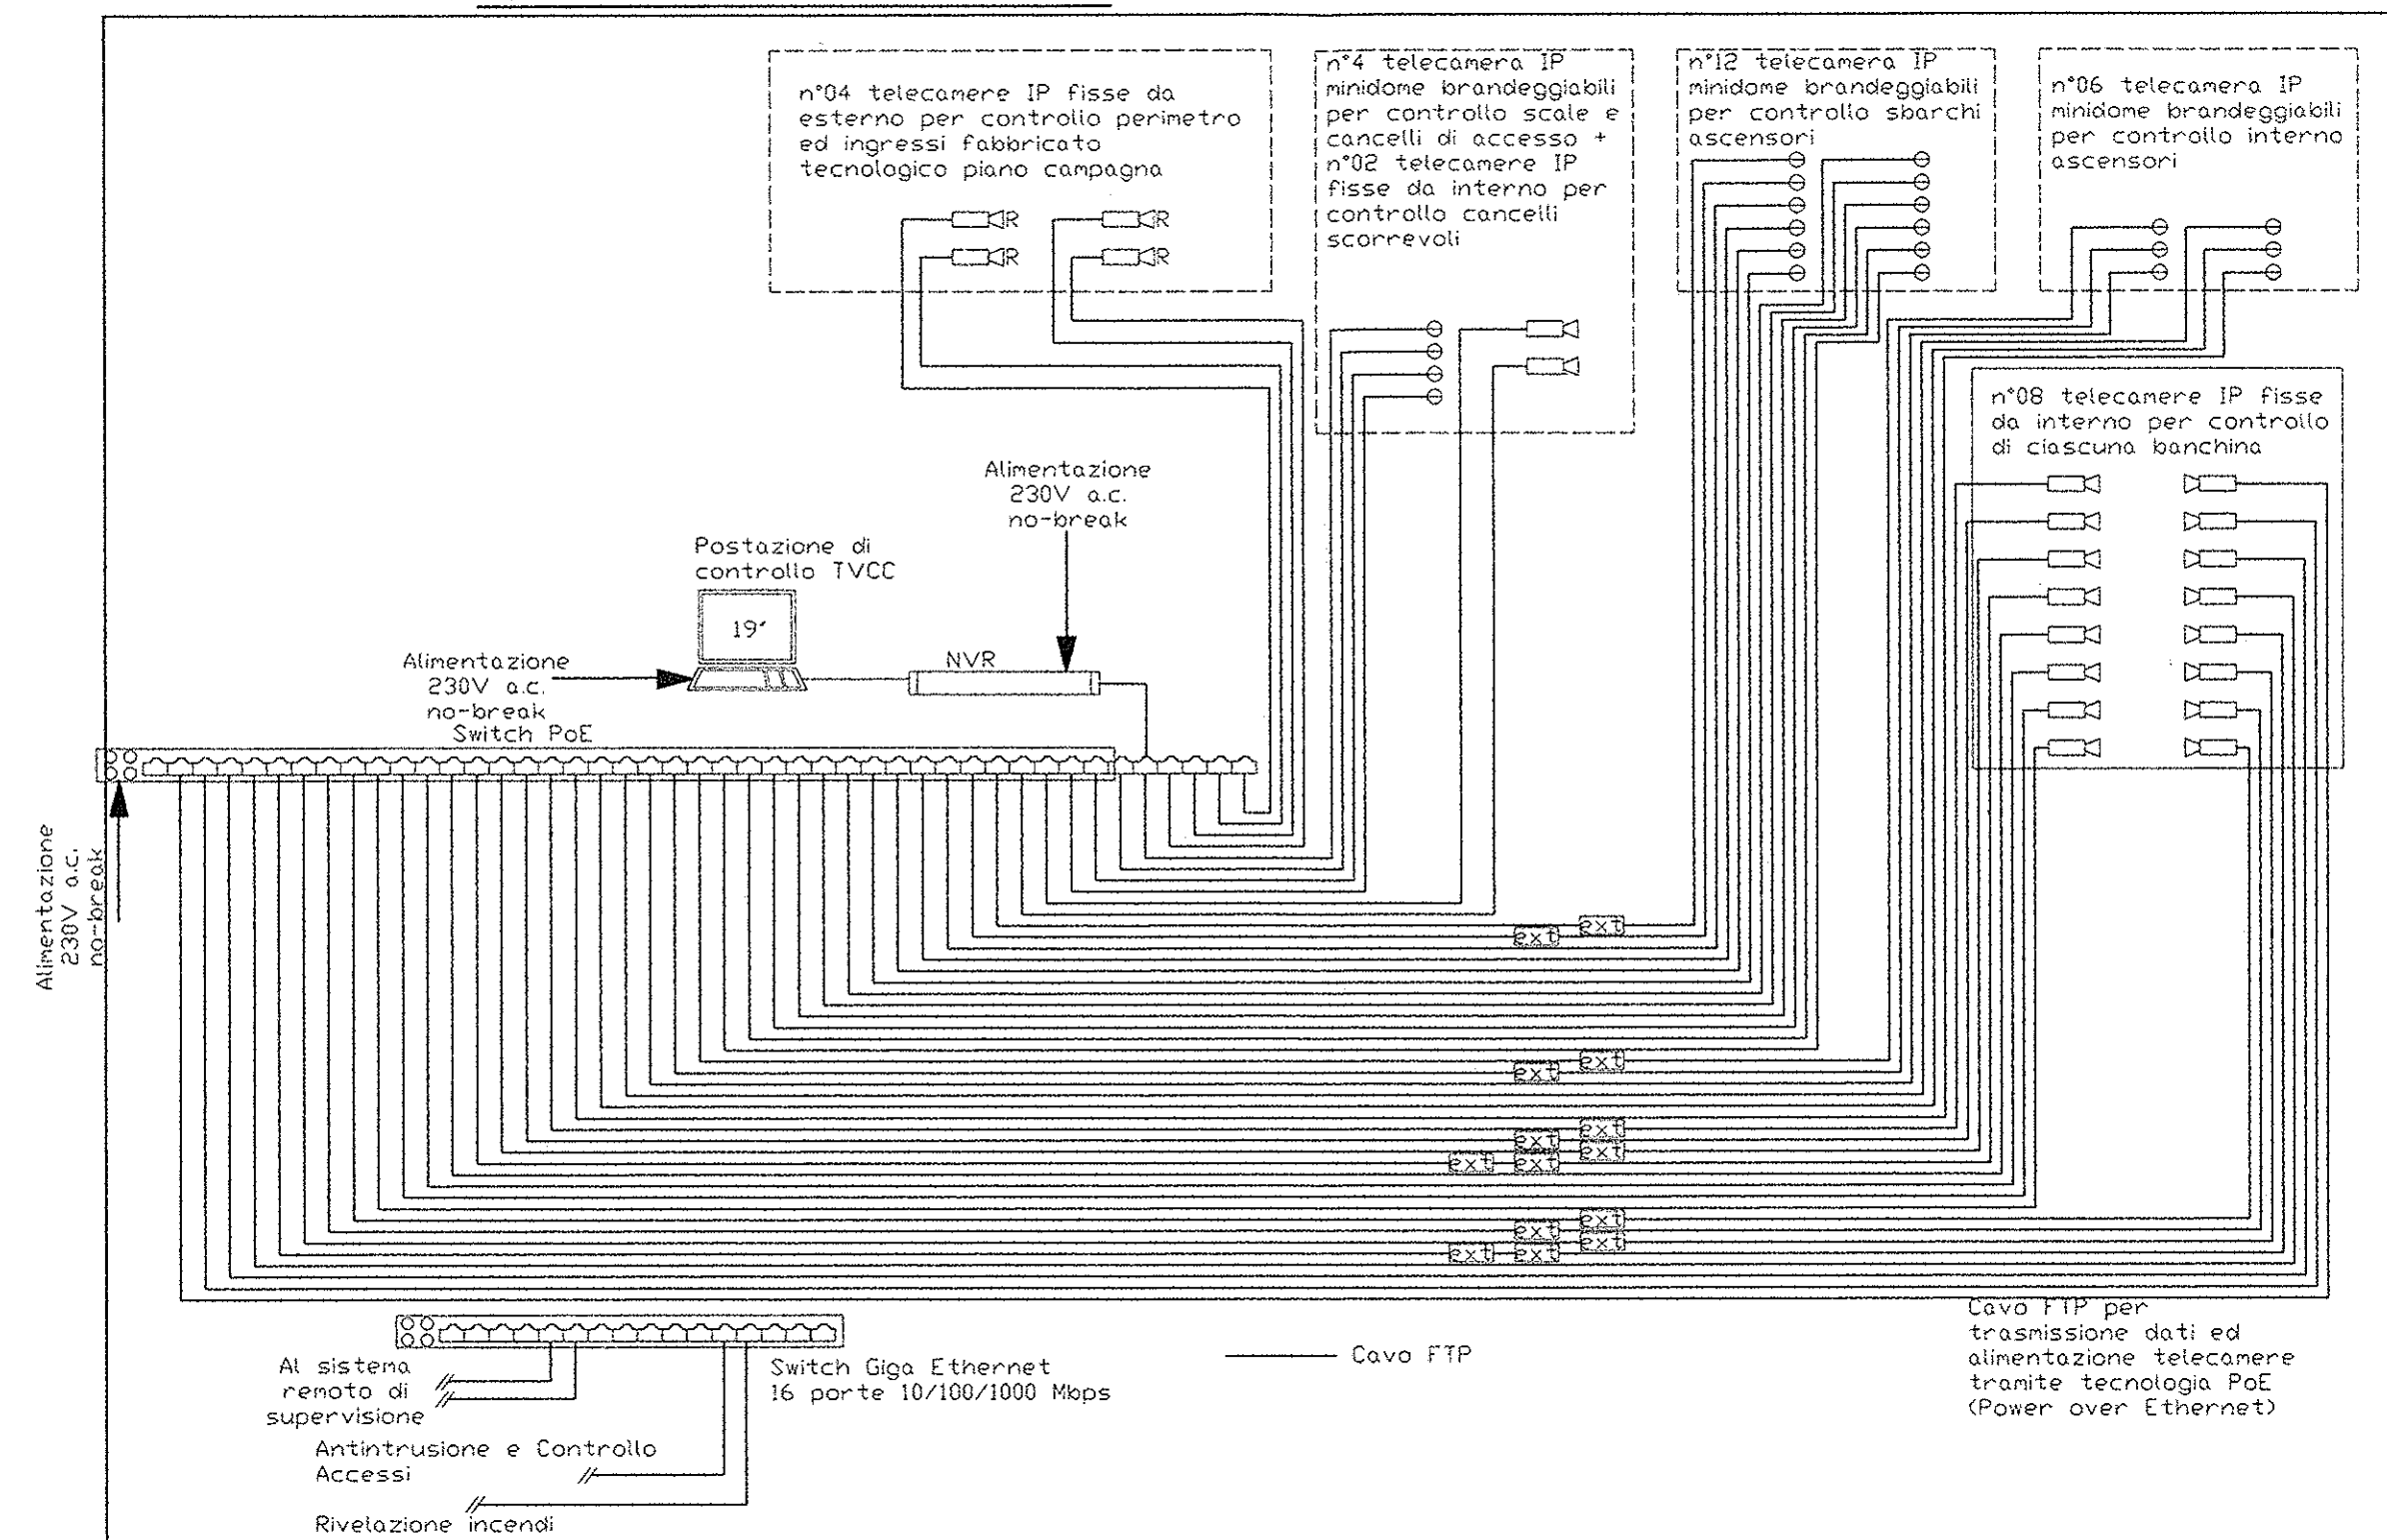 n°04 telecamere IP fisse da
esterno per controllo perimetro
ed ingressi fabbricato
tecnologico piano campagna
R
R
R
R
n°4 telecamera IP
minidome brandeggiabili
per controllo scale e
cancelli di accesso +
n°02 telecamere IP
fisse da interno per
controllo cancelli
scorrevoli
n°12 telecamera IP
minidome brandeggiabili
per controllo sbarchi
ascensori
n°06 telecamera IP
minidome brandeggiabili
per controllo interno
ascensori
n°08 telecamere IP fisse
da interno per controllo
di ciascuna banchina
Alimentazione
230V a.c.
no-break
Postazione di
controllo TVCC
19"
NVR
Alimentazione
230V a.c.
no-break
Switch PoE
Alimentazione
230V a.c.
no-break
ext
ext
ext
ext
ext
ext
ext
ext
ext
ext
ext
ext
ext
ext
Al sistema
remoto di
supervisione
Switch Giga Ethernet
16 porte 10/100/1000 Mbps
Antintrusione e Controllo
Accessi
Rivelazione incendi
Cavo FTP
Cavo FTP per
trasmissione dati ed
alimentazione telecamere
tramite tecnologia PoE
(Power over Ethernet)